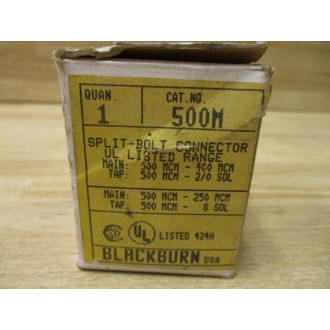 QUAN. CAT.NO.
1 500M
SPLIT-BOLT CONNECTOR
UL LISTED RANGE
MAIN: 500 MCM - 400 MCM
TAP: 500 MCM - 2/0 SOL
MAIN: 500 MCM - 250 MCM
TAP: 500 MCM - 8 SOL
UL LISTED 424H
BLACKBURN USA